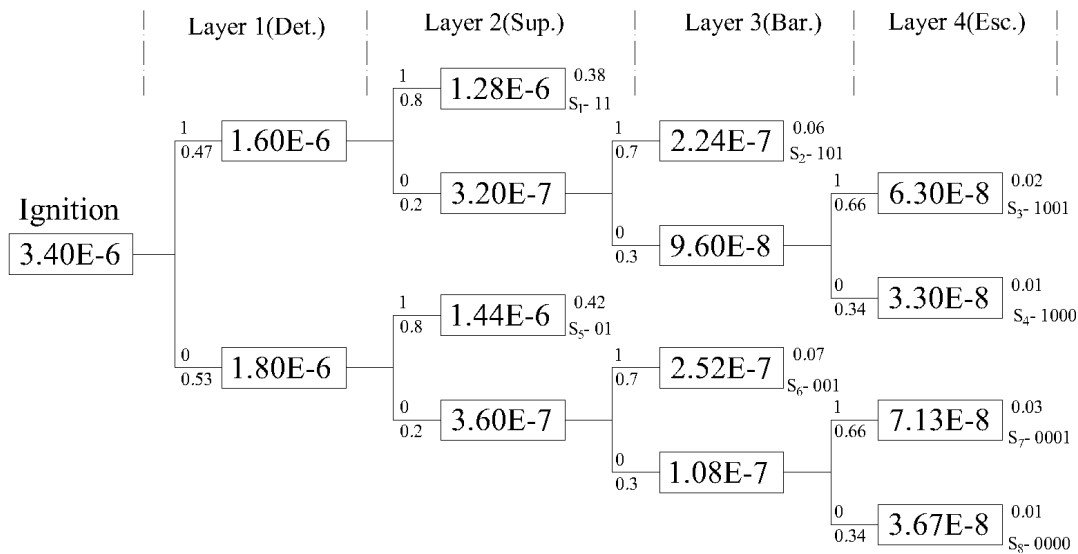 Layer 1(Det.)
Layer 2(Sup.)
Layer 3(Bar.)
Layer 4(Esc.)
Ignition
3.40E-6
1
0.47
1.60E-6
0
0.53
1.80E-6
1
0.8
1.28E-6
0.38
S1- 11
0
0.2
3.20E-7
1
0.8
1.44E-6
0.42
S5- 01
0
0.2
3.60E-7
1
0.7
2.24E-7
0.06
S2- 101
0
0.3
9.60E-8
1
0.7
2.52E-7
0.07
S6- 001
0
0.3
1.08E-7
1
0.66
6.30E-8
0.02
S3- 1001
0
0.34
3.30E-8
0.01
S4- 1000
1
0.66
7.13E-8
0.03
S7- 0001
0
0.34
3.67E-8
0.01
S8- 0000